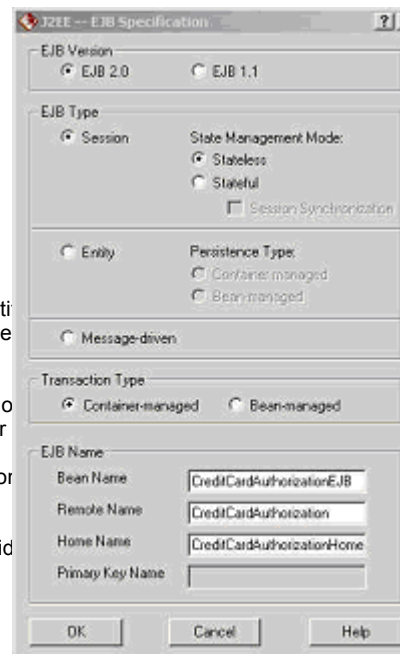 J2EE -- EJB Specification ?
EJB Version
EJB 2.0 EJB 1.1
EJB Type
Session State Management Mode:
Stateless
Stateful
Session Synchronization
Entity Persistence Type:
Container managed
Bean-managed
Message-driven
Transaction Type
Container-managed Bean-managed
EJB Name
Bean Name CreditCardAuthorizationEJB
Remote Name CreditCardAuthorization
Home Name CreditCardAuthorizationHome
Primary Key Name
OK Cancel Help